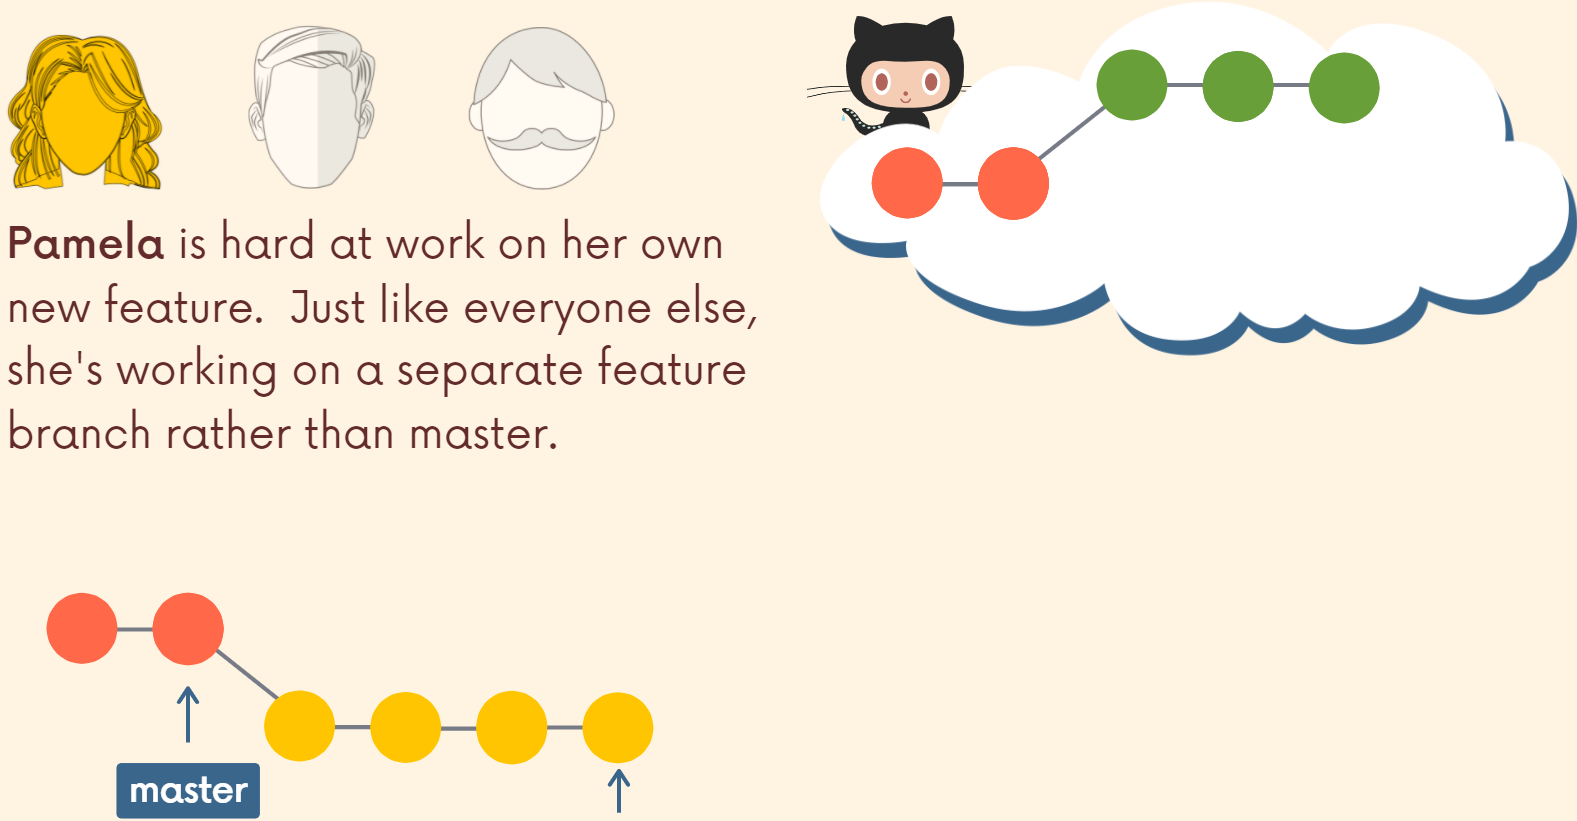 Pamela is hard at work on her own
new feature.  Just like everyone else,
she's working on a separate feature
branch rather than master.
master